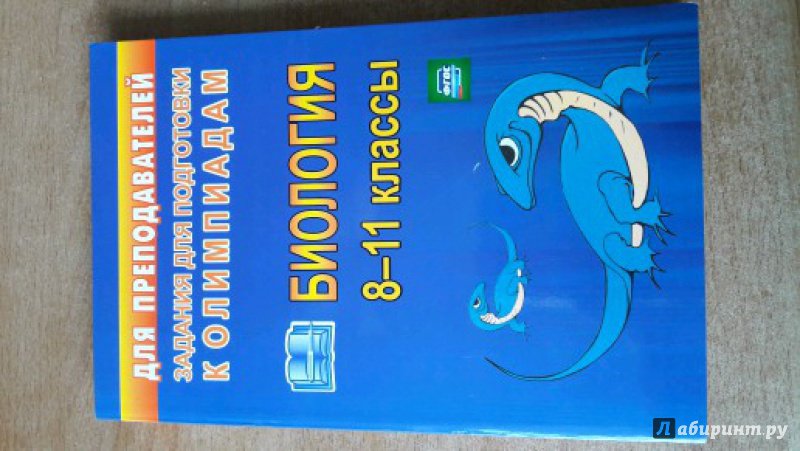 ДЛЯ ПРЕПОДАВАТЕЛЕЙ
ЗАДАНИЯ ДЛЯ ПОДГОТОВКИ
К ОЛИМПИАДАМ
БИОЛОГИЯ
8–11 классы
ФГОС
Лабиринт.ру